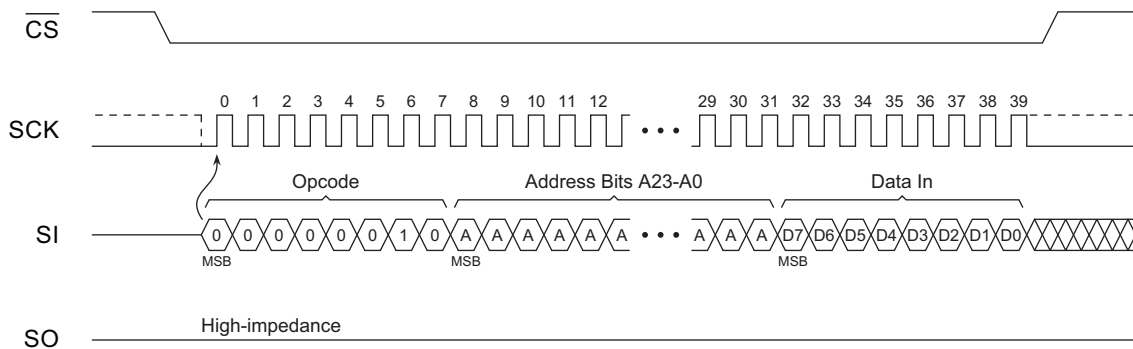 CS
0 1 2 3 4 5 6 7 8 9 10 11 12 29 30 31 32 33 34 35 36 37 38 39
SCK
Opcode Address Bits A23-A0 Data In
SI 0 0 0 0 0 0 1 0 A A A A A A A A A D7 D6 D5 D4 D3 D2 D1 D0
MSB MSB MSB
High-impedance
SO